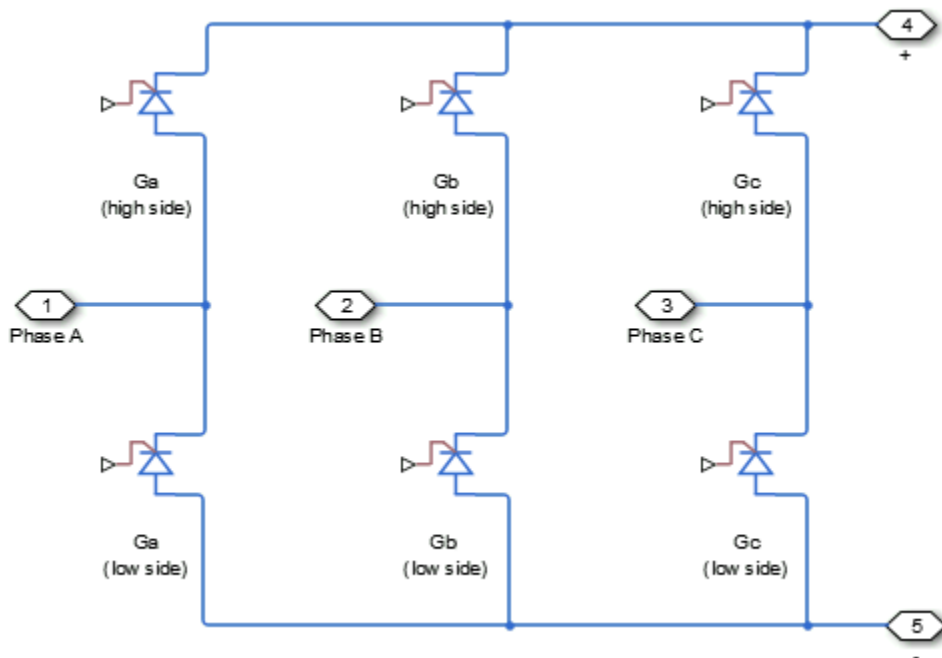 4
+
Ga
(high side)
Gb
(high side)
Gc
(high side)
1
Phase A
2
Phase B
3
Phase C
Ga
(low side)
Gb
(low side)
Gc
(low side)
5
-